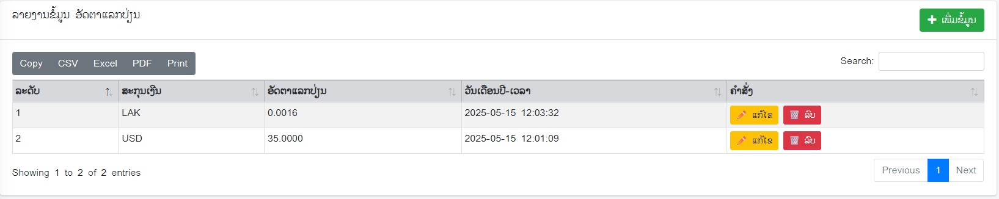 ລາຍງານຂໍ້ມູນ ອັດຕາແລກປ່ຽນ
ເພີ່ມຂໍ້ມູນ
Copy CSV Excel PDF Print
Search:
ລະດັບ ສະກຸນເງິນ ອັດຕາແລກປ່ຽນ ວັນເດືອນປີ-ເວລາ ຄຳສັ່ງ
1 LAK 0.0016 2025-05-15 12:03:32 ແກ້ໄຂ ລຶບ
2 USD 35.0000 2025-05-15 12:01:09 ແກ້ໄຂ ລຶບ
Showing 1 to 2 of 2 entries
Previous 1 Next